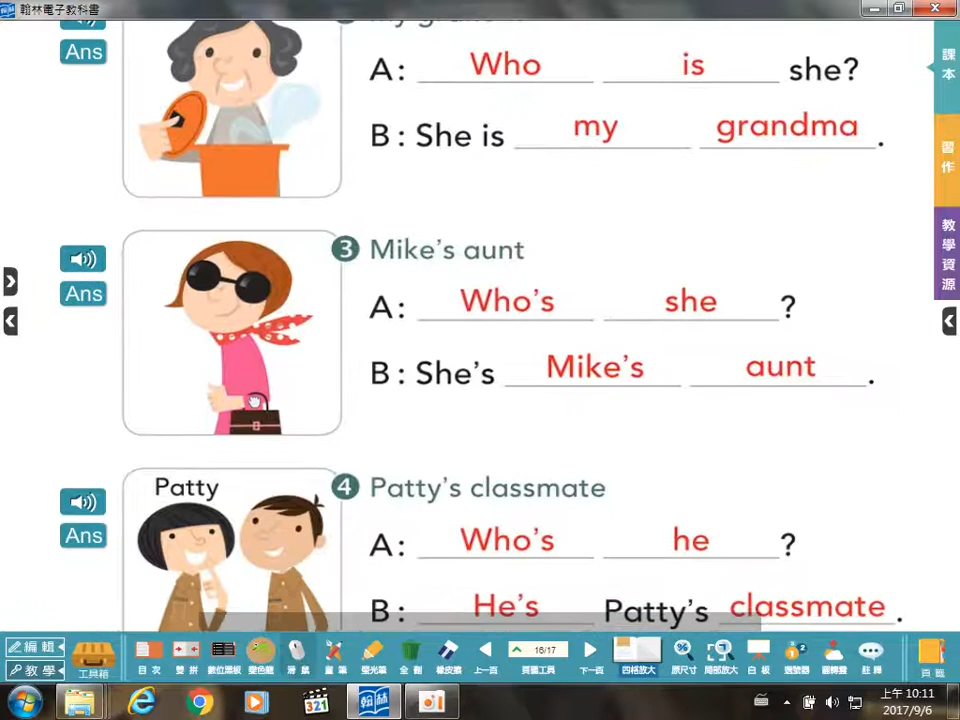 翰林電子教科書
Ans
A: Who is she?
B: She is my grandma.
Ans
3 Mike's aunt
A: Who's she?
B: She's Mike's aunt.
Ans
Patty
4 Patty's classmate
A: Who's he?
B: He's Patty's classmate.
課本
習作
教學資源
編輯
教學
工具箱
目次
雙拼
數位黑板
變色龍
滑鼠
畫筆
螢光筆
全刪
橡皮擦
上一頁
16/17
頁籌工具
下一頁
四格放大
原尺寸
局部放大
白板
選號器
翻轉雲
註釋
頁籤
321
翰林
上午 10:11
2017/9/6